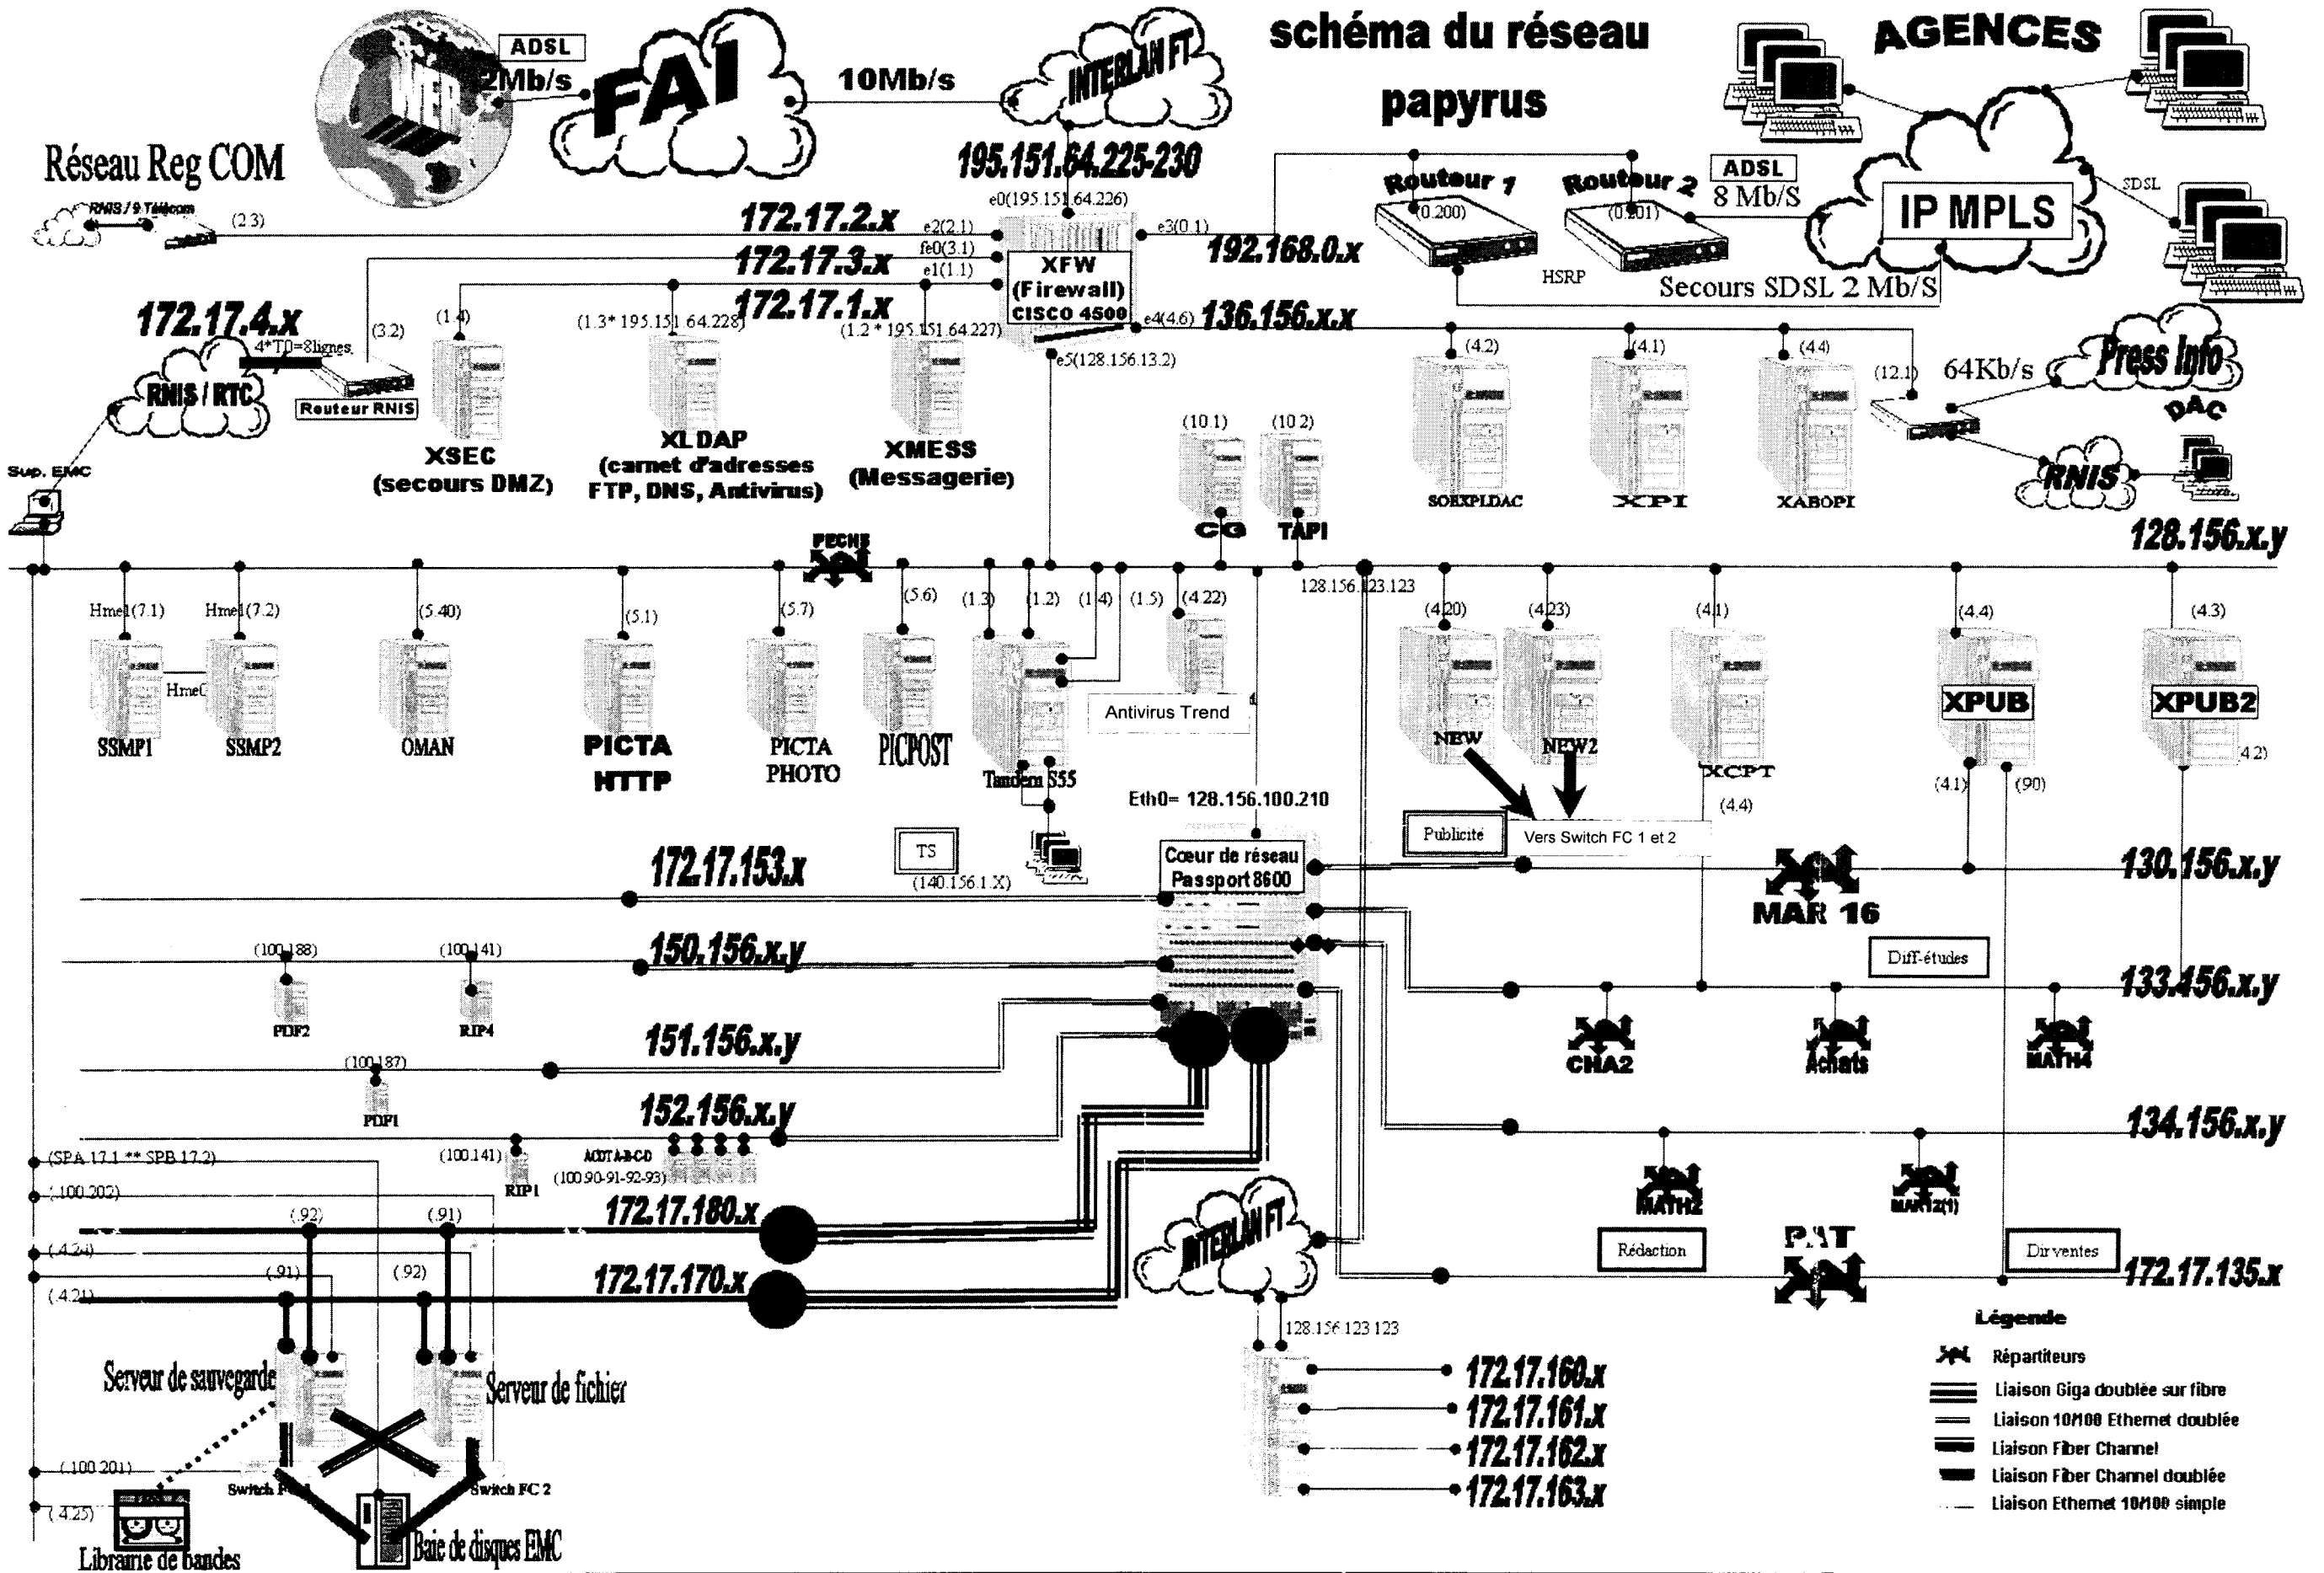 schéma du réseau
papyrus
AGENCES
ADSL
2Mb/s
FAI
10Mb/s
INTERLAN FT
195.151.64.225-230
Réseau Reg COM
RNIS / 9 Télécom
(2.3)
172.17.2.x
172.17.3.x
172.17.1.x
e0(195.151.64.226)
e2(2.1)
fe0(3.1)
e1(1.1)
XFW
(Firewall)
CISCO 4500
e3(0.1)
192.168.0.x
e4(4.6)
136.156.x.x
e5(128.156.13.2)
Routeur 1
(0.200)
Routeur 2
(0.201)
ADSL
8 Mb/S
IP MPLS
SDSL
HSRP
Secours SDSL 2 Mb/S
172.17.4.x
4*T0=8lignes
(3.2)
RNIS / RTC
Routeur RNIS
Sup. EMC
(1.4)
XSEC
(secours DMZ)
(1.3* 195.151.64.228)
XLDAP
(carnet d'adresses
FTP, DNS, Antivirus)
(1.2 * 195.151.64.227)
XMESS
(Messagerie)
(10.1)
CG
(10.2)
TAPI
(4.2)
(4.1)
XPI
(4.4)
XABOPI
(12.1)
64Kb/s
Press Info
DAC
RNIS
128.156.x.y
128.156.123.123
Hme1(7.1)
SSMP1
Hme1(7.2)
SSMP2
(5.40)
OMAN
(5.1)
PICTA
HTTP
(5.7)
PICTA
PHOTO
(5.6)
PICPOST
(1.3)
(1.2)
(1.4)
(1.5)
Tandem S55
(4.22)
Antivirus Trend
(4.20)
NEW
(4.23)
NEW2
(4.1)
XCPT
(4.4)
(4.4)
XPUB
(4.1)
(90)
(4.3)
XPUB2
(4.2)
Eth0= 128.156.100.210
Publicité
Vers Switch FC 1 et 2
TS
(140.156.1.X)
Cœur de réseau
Passport 8600
172.17.153.x
MAR 16
130.156.x.y
150.156.x.y
(100.188)
PDF2
(100.141)
RIP4
Diff-études
133.156.x.y
CHA2
Achats
MATH4
151.156.x.y
(100.187)
PDF1
152.156.x.y
(100.141)
RIP1
ACDT A-B-C-D
(100.90-91-92-93)
134.156.x.y
MATH2
MAR12(1)
(SPA 17.1 ** SPB 17.2)
(.100.202)
172.17.180.x
(.92)
(.91)
(.4.24)
172.17.170.x
(.91)
(.92)
(.4.21)
INTERLAN FT
Rédaction
PAT
Dir ventes
172.17.135.x
128.156.123.123
172.17.160.x
172.17.161.x
172.17.162.x
172.17.163.x
Serveur de sauvegarde
Serveur de fichier
(.100.201)
Switch FC 2
(.4.25)
Librairie de bandes
Baie de disques EMC
Légende
Répartiteurs
Liaison Giga doublée sur fibre
Liaison 10/100 Ethernet doublée
Liaison Fiber Channel
Liaison Fiber Channel doublée
Liaison Ethernet 10/100 simple